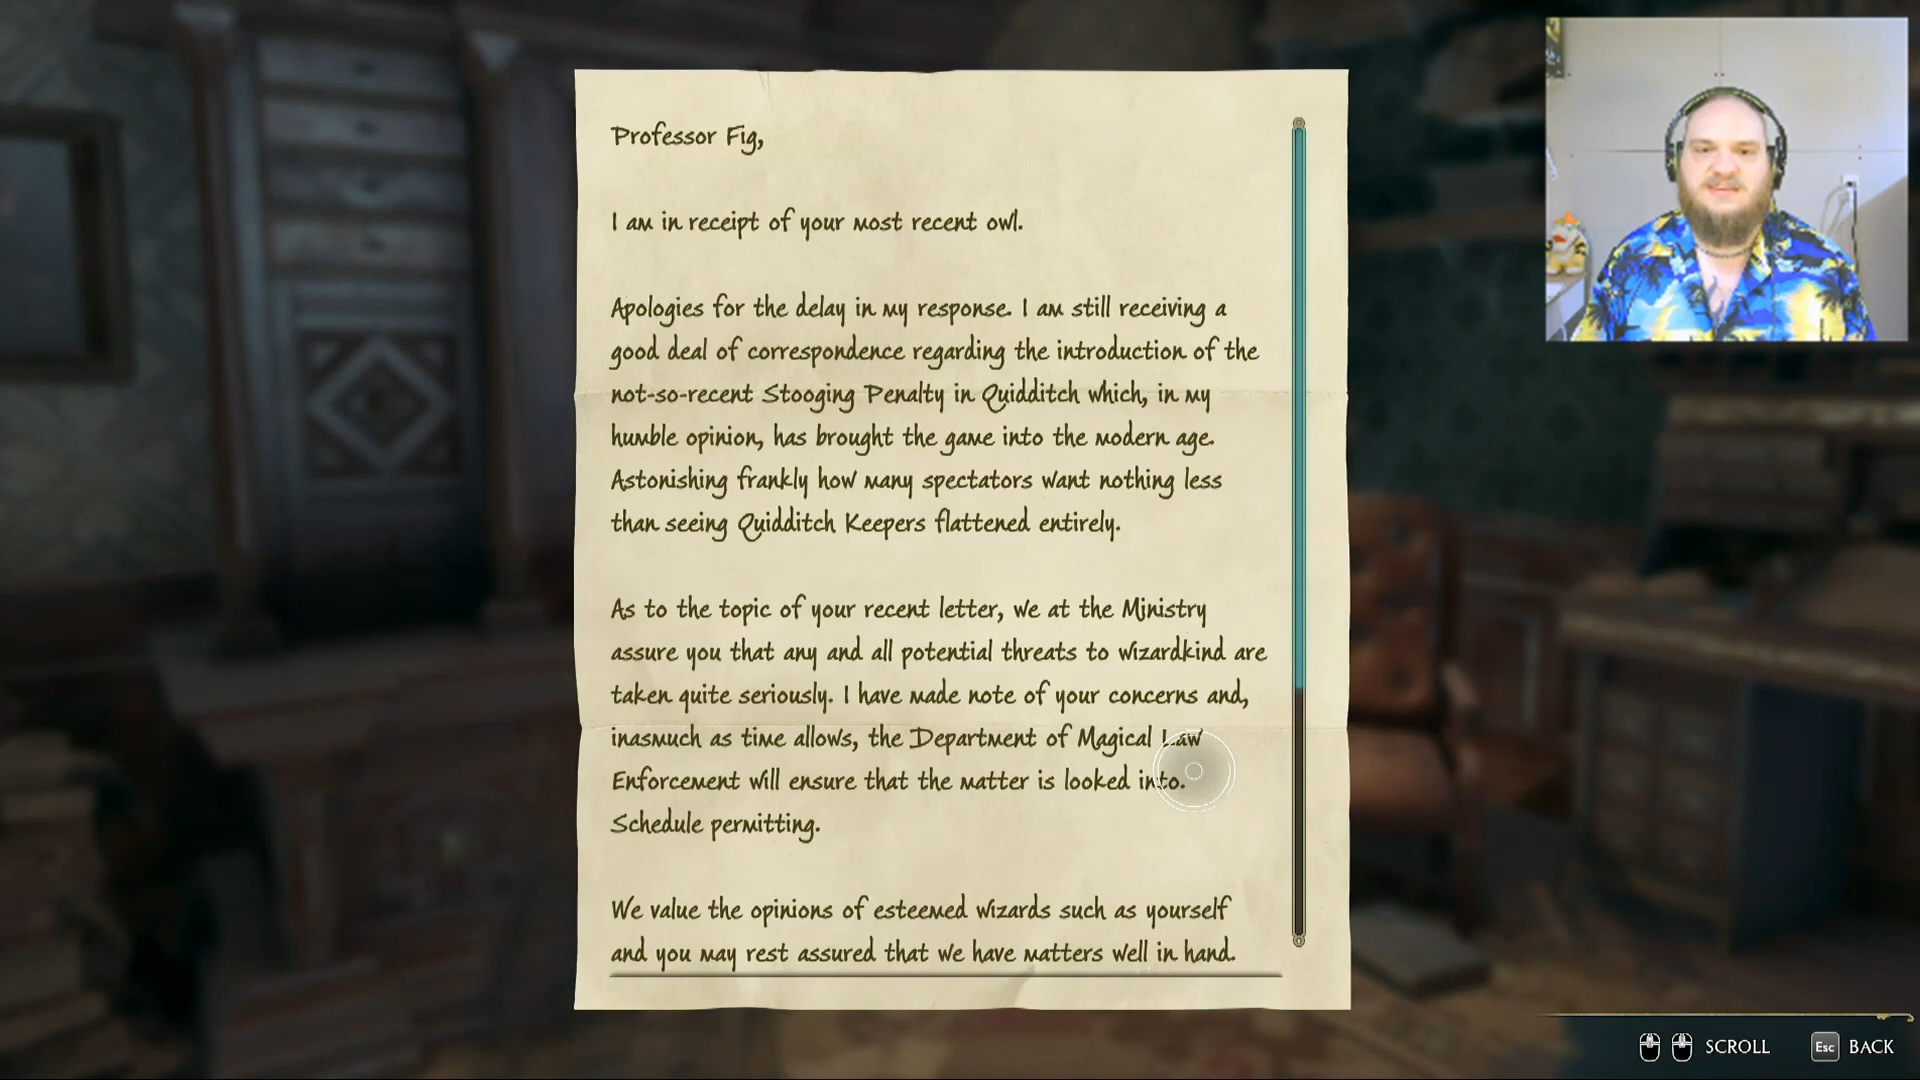 Professor Fig,
I am in receipt of your most recent owl.
Apologies for the delay in my response. I am still receiving a
good deal of correspondence regarding the introduction of the
not-so-recent Stooging Penalty in Quidditch which, in my
humble opinion, has brought the game into the modern age.
Astonishing frankly how many spectators want nothing less
than seeing Quidditch Keepers flattened entirely.
As to the topic of your recent letter, we at the Ministry
assure you that any and all potential threats to wizardkind are
taken quite seriously. I have made note of your concerns and,
inasmuch as time allows, the Department of Magical Law
Enforcement will ensure that the matter is looked into.
Schedule permitting.
We value the opinions of esteemed wizards such as yourself
and you may rest assured that we have matters well in hand.
SCROLL
Esc BACK